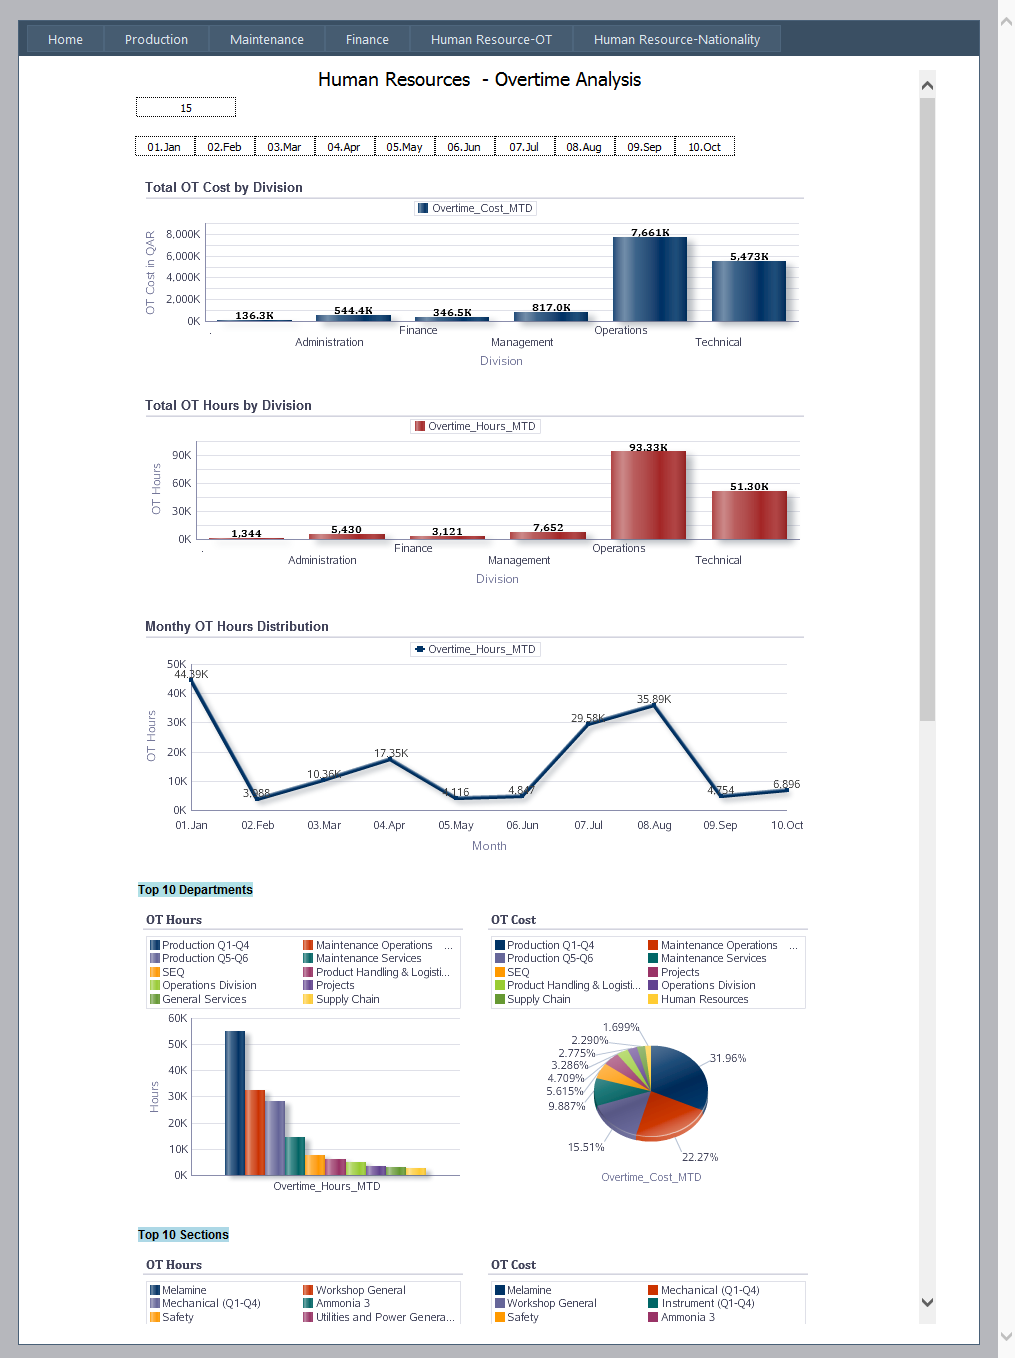 Home Production Maintenance Finance Human Resource-OT Human Resource-Nationality
Human Resources - Overtime Analysis
15
01.Jan 02.Feb 03.Mar 04.Apr 05.May 06.Jun 07.Jul 08.Aug 09.Sep 10.Oct
Total OT Cost by Division
Overtime_Cost_MTD
OT Cost in QAR
8,000K
6,000K
4,000K
2,000K
0K
136.3K 544.4K 346.5K 817.0K 7,661K 5,473K
. Administration Finance Management Operations Technical
Division
Total OT Hours by Division
Overtime_Hours_MTD
OT Hours
90K
60K
30K
0K
1,344 5,430 3,121 7,652 93.33K 51.30K
. Administration Finance Management Operations Technical
Division
Monthy OT Hours Distribution
Overtime_Hours_MTD
OT Hours
50K
40K
30K
20K
10K
0K
44.39K 3,988 10.36K 17.35K 4,116 4,847 29.58K 35.89K 4,754 6,896
01.Jan 02.Feb 03.Mar 04.Apr 05.May 06.Jun 07.Jul 08.Aug 09.Sep 10.Oct
Month
Top 10 Departments
OT Hours
Production Q1-Q4 Maintenance Operations ...
Production Q5-Q6 Maintenance Services
SEQ Product Handling & Logisti...
Operations Division Projects
General Services Supply Chain
Hours
60K
50K
40K
30K
20K
10K
0K
Overtime_Hours_MTD
OT Cost
Production Q1-Q4 Maintenance Operations ...
Production Q5-Q6 Maintenance Services
SEQ Projects
Product Handling & Logisti... Operations Division
Supply Chain Human Resources
1.699%
2.290%
2.775%
3.286%
4.709%
5.615%
9.887%
15.51%
22.27%
31.96%
Overtime_Cost_MTD
Top 10 Sections
OT Hours
Melamine Workshop General
Mechanical (Q1-Q4) Ammonia 3
Safety Utilities and Power Genera...
OT Cost
Melamine Mechanical (Q1-Q4)
Workshop General Instrument (Q1-Q4)
Safety Ammonia 3